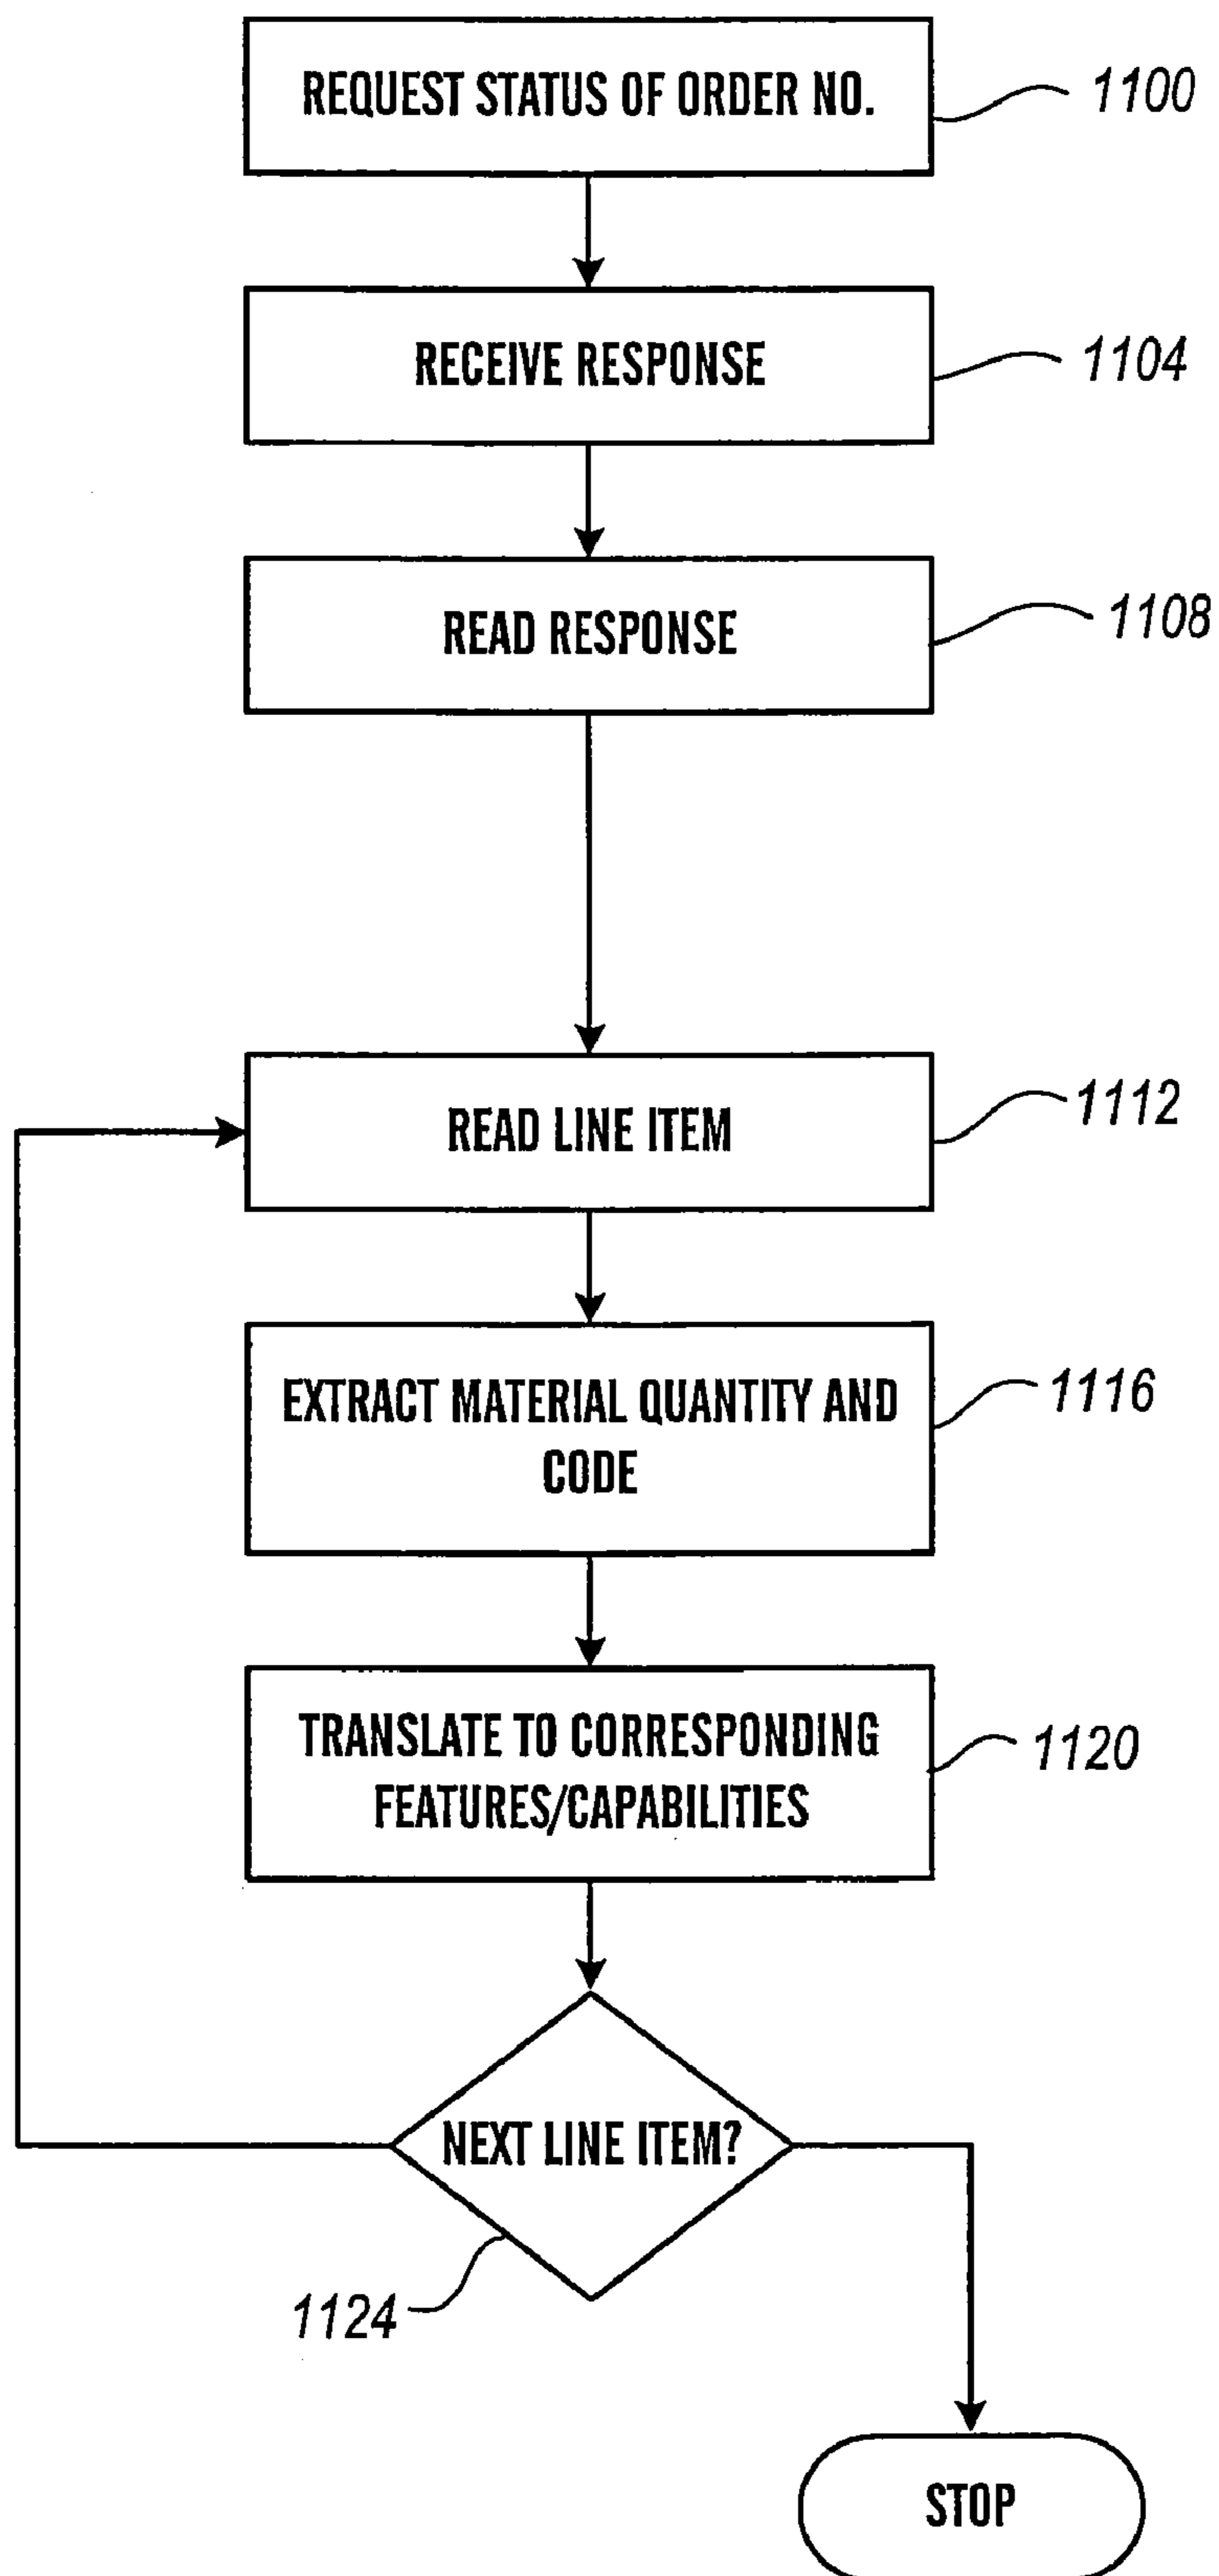 REQUEST STATUS OF ORDER NO.
1100
RECEIVE RESPONSE
1104
READ RESPONSE
1108
READ LINE ITEM
1112
EXTRACT MATERIAL QUANTITY AND
CODE
1116
TRANSLATE TO CORRESPONDING
FEATURES/CAPABILITIES
1120
NEXT LINE ITEM?
1124
STOP